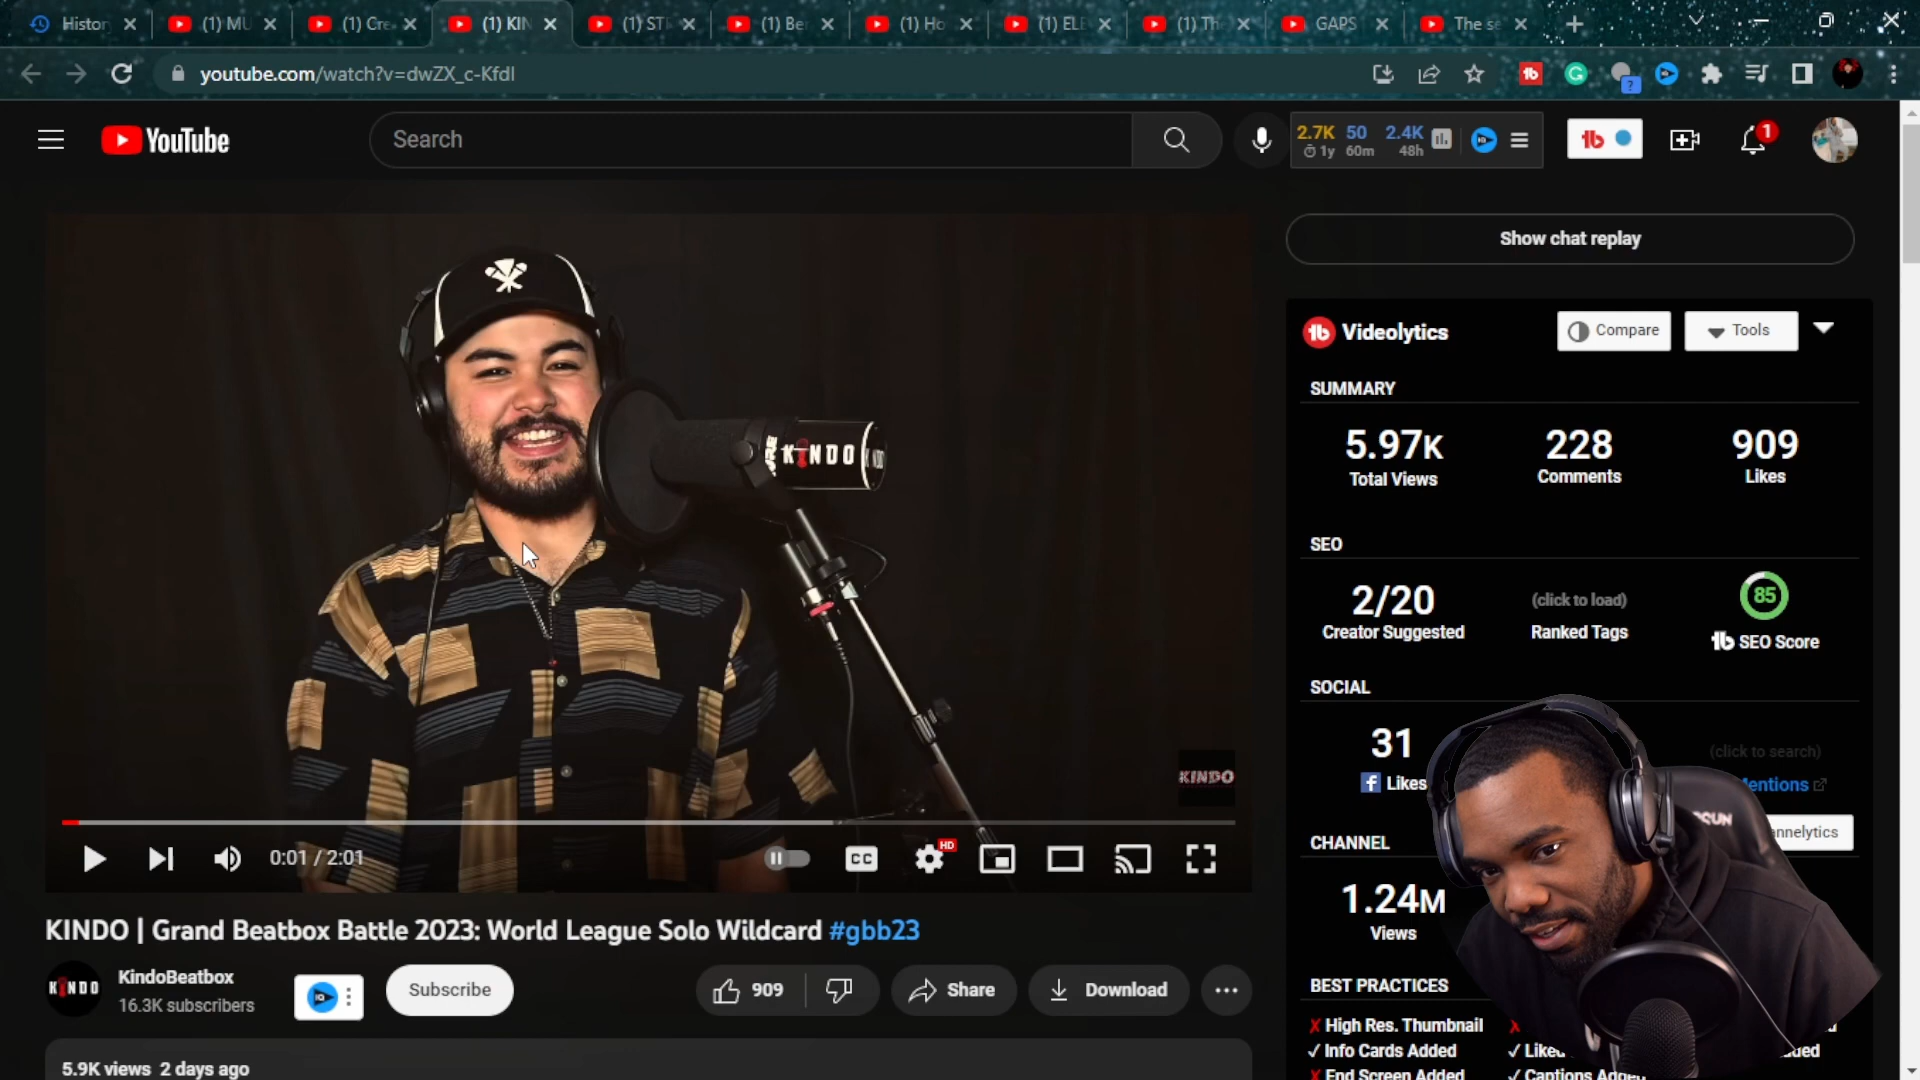 Histor
(1) MU
(1) Cre
(1) KIN
(1) STR
(1) Be
(1) Ho
(1) ELE
(1) Th
GAPS
The se
youtube.com/watch?v=dwZX_c-Kfdl
YouTube
Search
2.7K 50 2.4K
1y 60m 48h
1
Show chat replay
Videolytics
Compare
Tools
SUMMARY
5.97K 228 909
Total Views Comments Likes
SEO
2/20 (click to load) 85
Creator Suggested Ranked Tags SEO Score
SOCIAL
31 (click to search)
Likes entions
CHANNEL annelytics
1.24M
Views
BEST PRACTICES
High Res. Thumbnail
Info Cards Added
End Screen Added Captions Added
KINDO
KINDO
0:01 / 2:01
CC
HD
KINDO | Grand Beatbox Battle 2023: World League Solo Wildcard #gbb23
KINDO
KindoBeatbox
16.3K subscribers
Subscribe
909
Share
Download
5.9K views 2 days ago